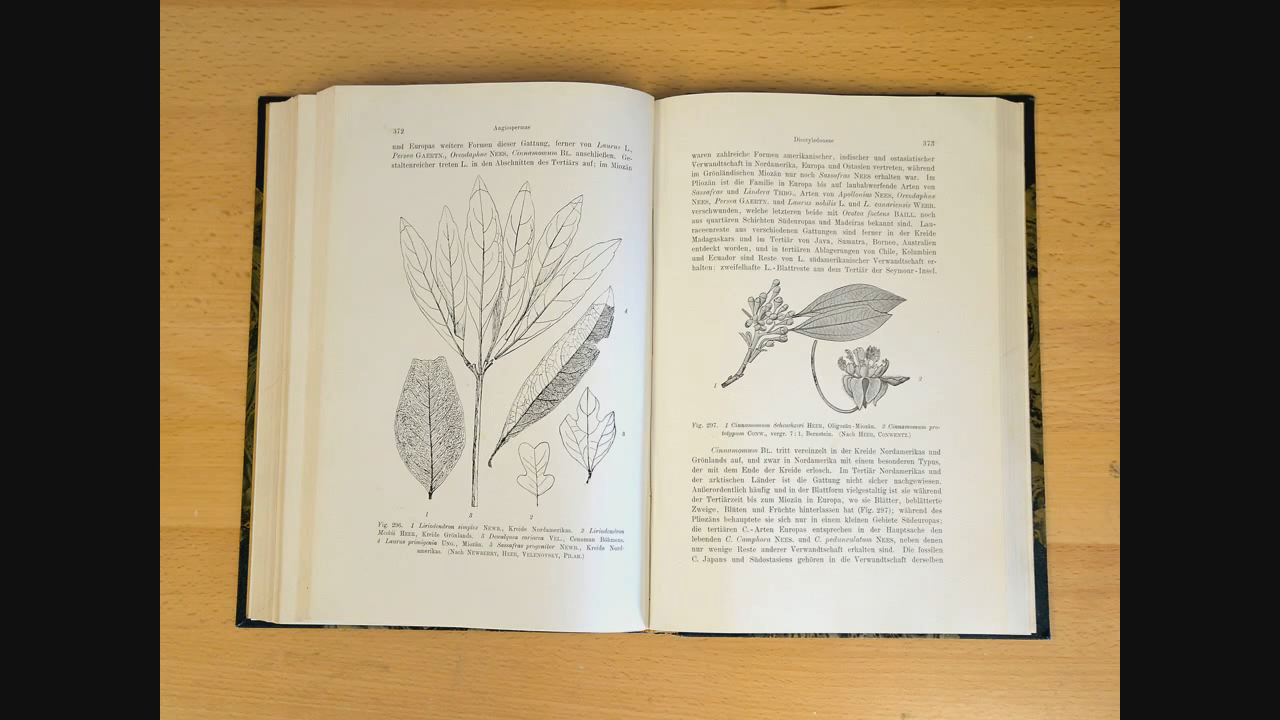 372
Angiospermae
und Europas weitere Formen dieser Gattung, ferner von Laurus L.,
Persea GAERTN., Oreodaphne NEES, Cinnamomum BL. anschließen. Ge-
staltenreicher treten L. in den Abschnitten des Tertiärs auf; im Miozän
4
5
1
3
2
Fig. 296. 1 Liriodendron simplex NEWB., Kreide Nordamerikas. 2 Liriodendron
Meekii HEER, Kreide Grönlands. 3 Dewalquea coriacea VEL., Cenoman Böhmens.
4 Laurus primigenia UNG., Miozän. 5 Sassafras progenitor NEWB., Kreide Nord-
amerikas. (Nach NEWBERRY, HEER, VELENOVSKY, PILAR.)
Dicotyledoneae
373
waren zahlreiche Formen amerikanischer, indischer und ostasiatischer
Verwandtschaft in Nordamerika, Europa und Ostasien vertreten, während
im Grönländischen Miozän nur noch Sassafras NEES erhalten war. Im
Pliozän ist die Familie in Europa bis auf laubabwerfende Arten von
Sassafras und Lindera THBG., Arten von Apollonias NEES, Oreodaphne
NEES, Persea GAERTN. und Laurus nobilis L. und L. canariensis WEBB.
verschwunden, welche letzteren beide mit Ocotea foetens BAILL. noch
aus quartären Schichten Südeuropas und Madeiras bekannt sind. Lau-
raceenreste aus verschiedenen Gattungen sind ferner in der Kreide
Madagaskars und im Tertiär von Java, Sumatra, Borneo, Australien
entdeckt worden, und in tertiären Ablagerungen von Chile, Kolumbien
und Ecuador sind Reste von L. südamerikanischer Verwandtschaft er-
halten: zweifelhafte L.-Blattreste aus dem Tertiär der Seymour-Insel.
1
2
Fig. 297. 1 Cinnamomum Scheuchzeri HEER, Oligozän-Miozän. 2 Cinnamomum pro-
totypum CONW., vergr. 7:1, Bernstein. (Nach HEER, CONWENTZ.)
Cinnamomum BL. tritt vereinzelt in der Kreide Nordamerikas und
Grönlands auf, und zwar in Nordamerika mit einem besonderen Typus,
der mit dem Ende der Kreide erlosch. Im Tertiär Nordamerikas und
der arktischen Länder ist die Gattung nicht sicher nachgewiesen.
Außerordentlich häufig und in der Blattform vielgestaltig ist sie während
der Tertiärzeit bis zum Miozän in Europa, wo sie Blätter, beblätterte
Zweige, Blüten und Früchte hinterlassen hat (Fig. 297); während des
Pliozäns behauptete sie sich nur in einem kleinen Gebiete Südeuropas;
die tertiären C.-Arten Europas entsprechen in der Hauptsache den
lebenden C. Camphora NEES. und C. pedunculatum NEES, neben denen
nur wenige Reste anderer Verwandtschaft erhalten sind. Die fossilen
C. Japans und Südostasiens gehören in die Verwandtschaft derselben